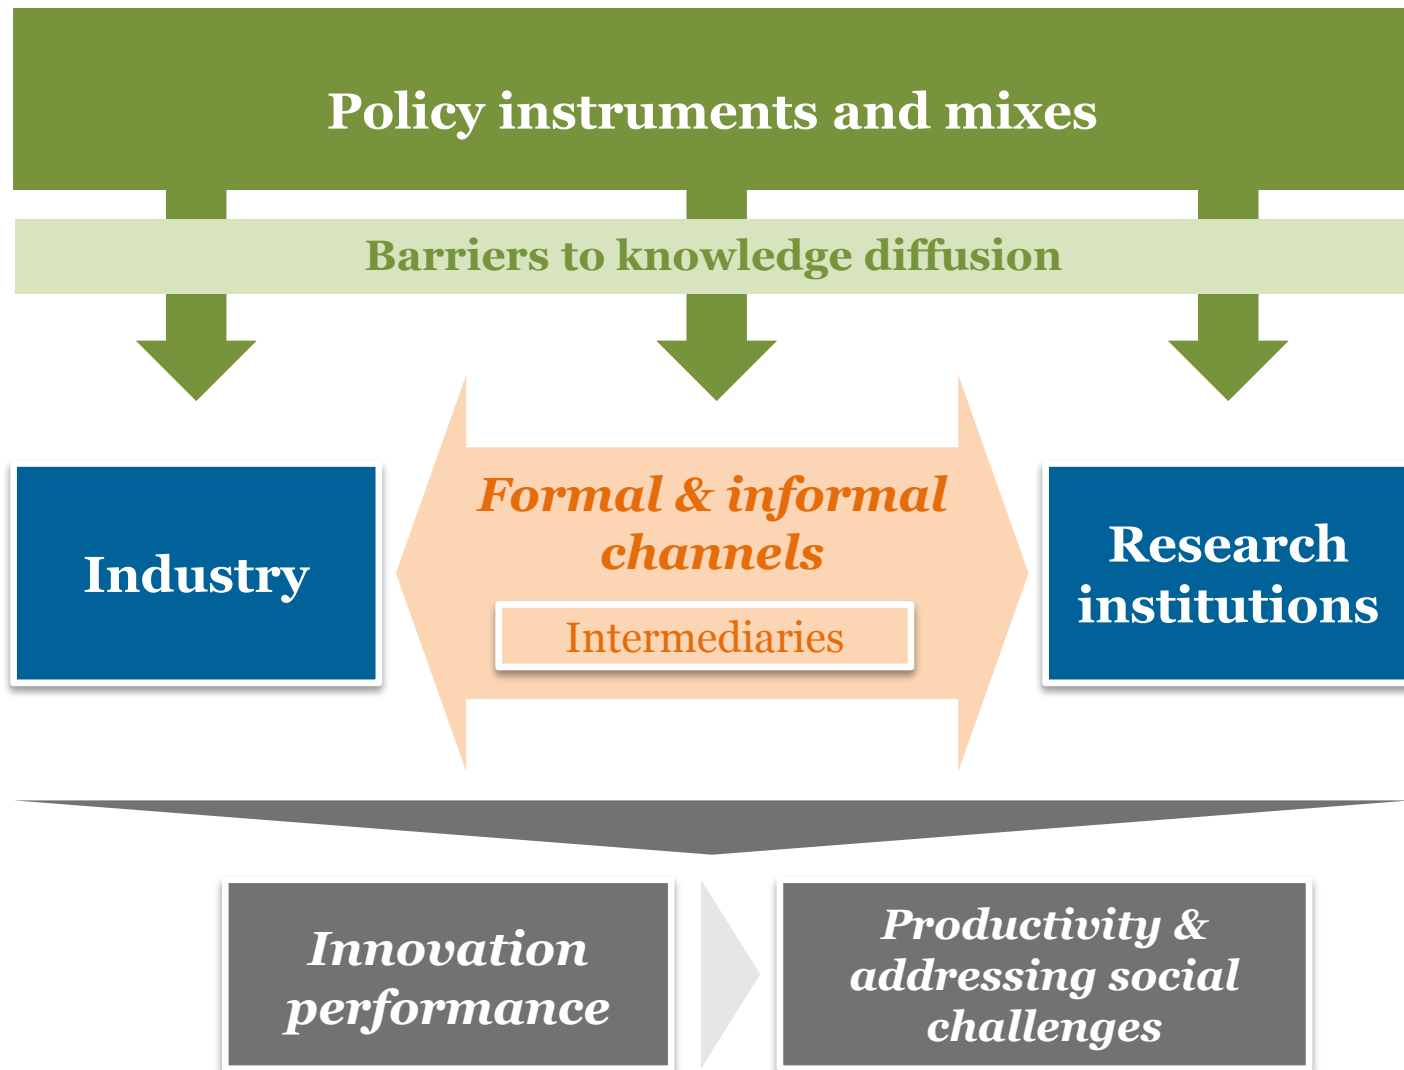 Policy instruments and mixes
Barriers to knowledge diffusion
Industry
Formal & informal
channels
Intermediaries
Research
institutions
Innovation
performance
Productivity &
addressing social
challenges